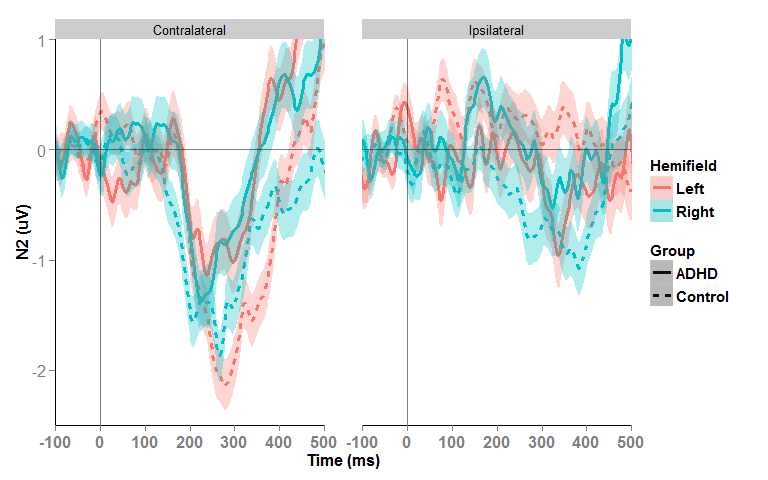 Contralateral
Ipsilateral
1
0
-1
-2
N2 (uV)
-100 0 100 200 300 400 500
-100 0 100 200 300 400 500
Time (ms)
Hemifield
Left
Right
Group
ADHD
Control